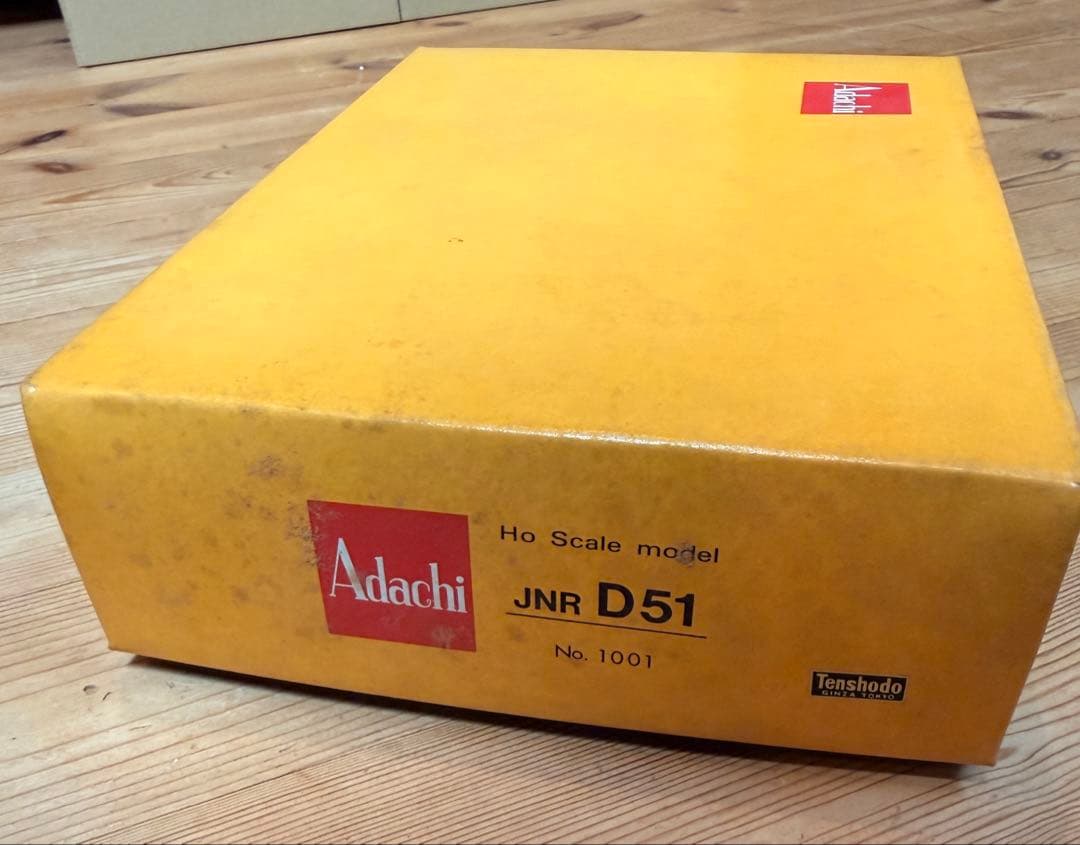 Adachi
Adachi
Ho Scale model
JNR D51
No. 1001
Tenshodo
GINZA TOKYO